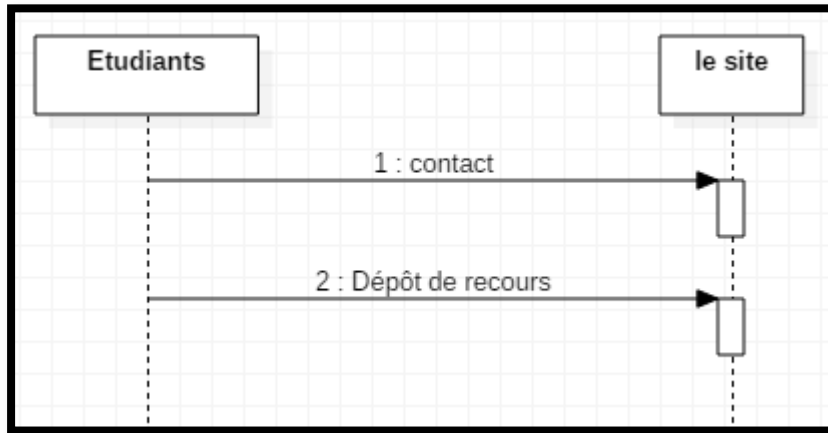 Etudiants
le site
1 : contact
2 : Dépôt de recours